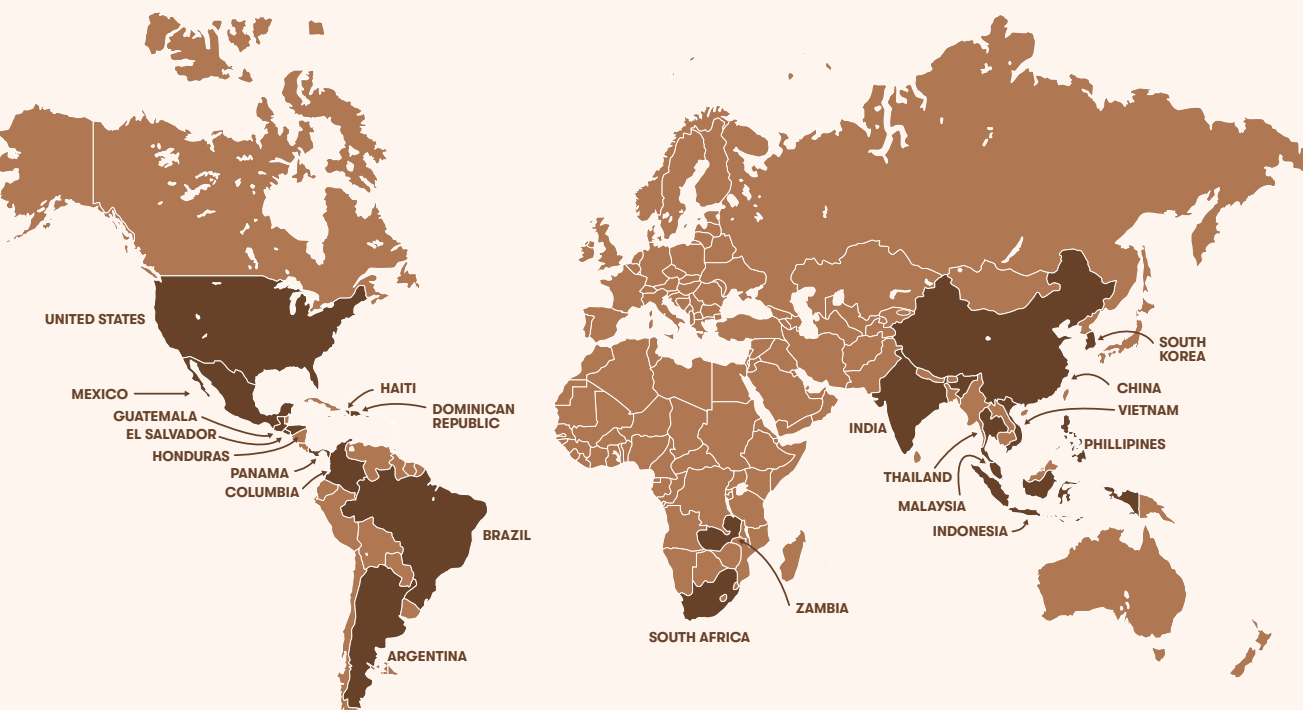 UNITED STATES
MEXICO
GUATEMALA
EL SALVADOR
HONDURAS
PANAMA
COLUMBIA
HAITI
DOMINICAN
REPUBLIC
BRAZIL
ARGENTINA
SOUTH AFRICA
ZAMBIA
INDIA
THAILAND
MALAYSIA
INDONESIA
SOUTH
KOREA
CHINA
VIETNAM
PHILLIPINES